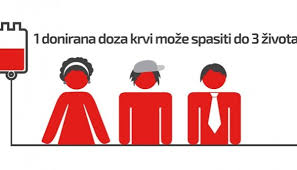 1 donirana doza krvi može spasiti do 3 života